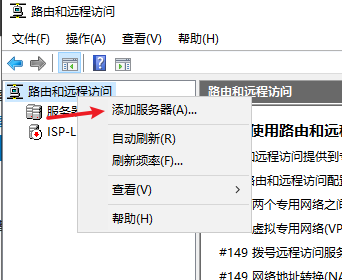 路由和远程访问
文件(F) 操作(A) 查看(V) 帮助(H)
路由和远程访问
路由和远程访问
服务器
添加服务器(A)...
ISP-L
自动刷新(R)
使用路由和远
刷新频率(F)...
和远程访问提供到专
由和远程访问配置
查看(V)
两个专用网络之间
虚拟专用网络(VP
帮助(H)
#149 拨号远程访问服务
#149 网络地址转换(NA